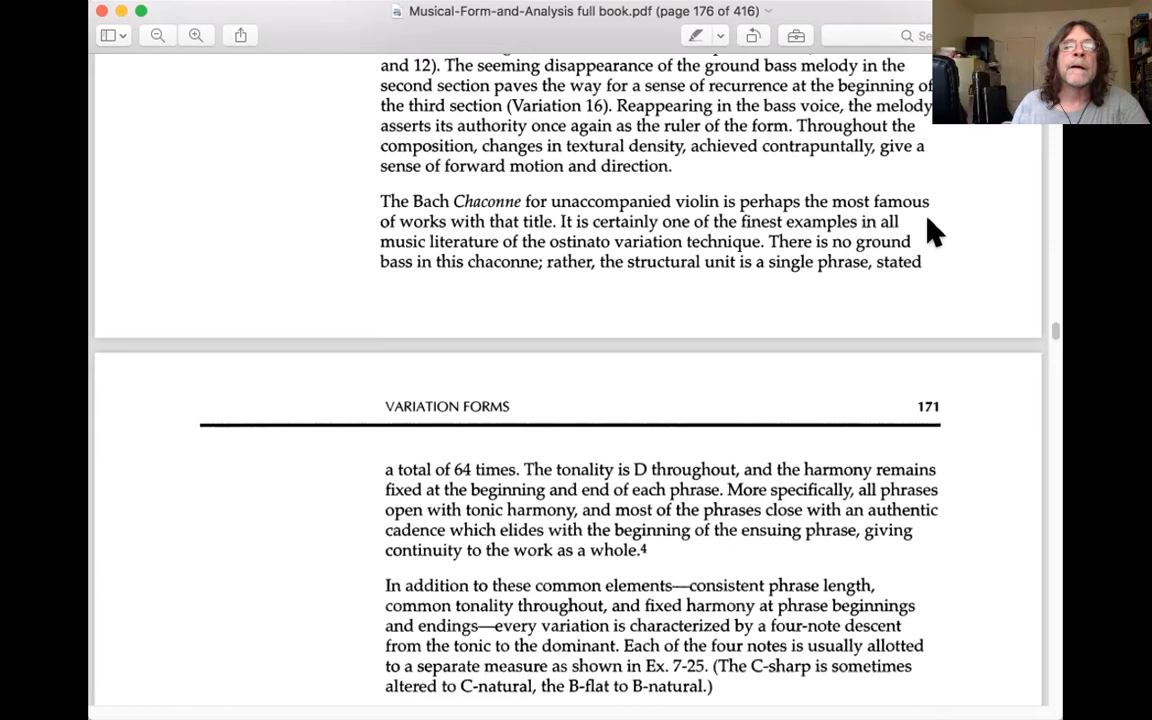 Musical-Form-and-Analysis full book.pdf (page 176 of 416)
Se
and 12). The seeming disappearance of the ground bass melody in the
second section paves the way for a sense of recurrence at the beginning of
the third section (Variation 16). Reappearing in the bass voice, the melody
asserts its authority once again as the ruler of the form. Throughout the
composition, changes in textural density, achieved contrapuntally, give a
sense of forward motion and direction.
The Bach Chaconne for unaccompanied violin is perhaps the most famous
of works with that title. It is certainly one of the finest examples in all
music literature of the ostinato variation technique. There is no ground
bass in this chaconne; rather, the structural unit is a single phrase, stated
VARIATION FORMS 171
a total of 64 times. The tonality is D throughout, and the harmony remains
fixed at the beginning and end of each phrase. More specifically, all phrases
open with tonic harmony, and most of the phrases close with an authentic
cadence which elides with the beginning of the ensuing phrase, giving
continuity to the work as a whole.4
In addition to these common elements—consistent phrase length,
common tonality throughout, and fixed harmony at phrase beginnings
and endings—every variation is characterized by a four-note descent
from the tonic to the dominant. Each of the four notes is usually allotted
to a separate measure as shown in Ex. 7-25. (The C-sharp is sometimes
altered to C-natural, the B-flat to B-natural.)